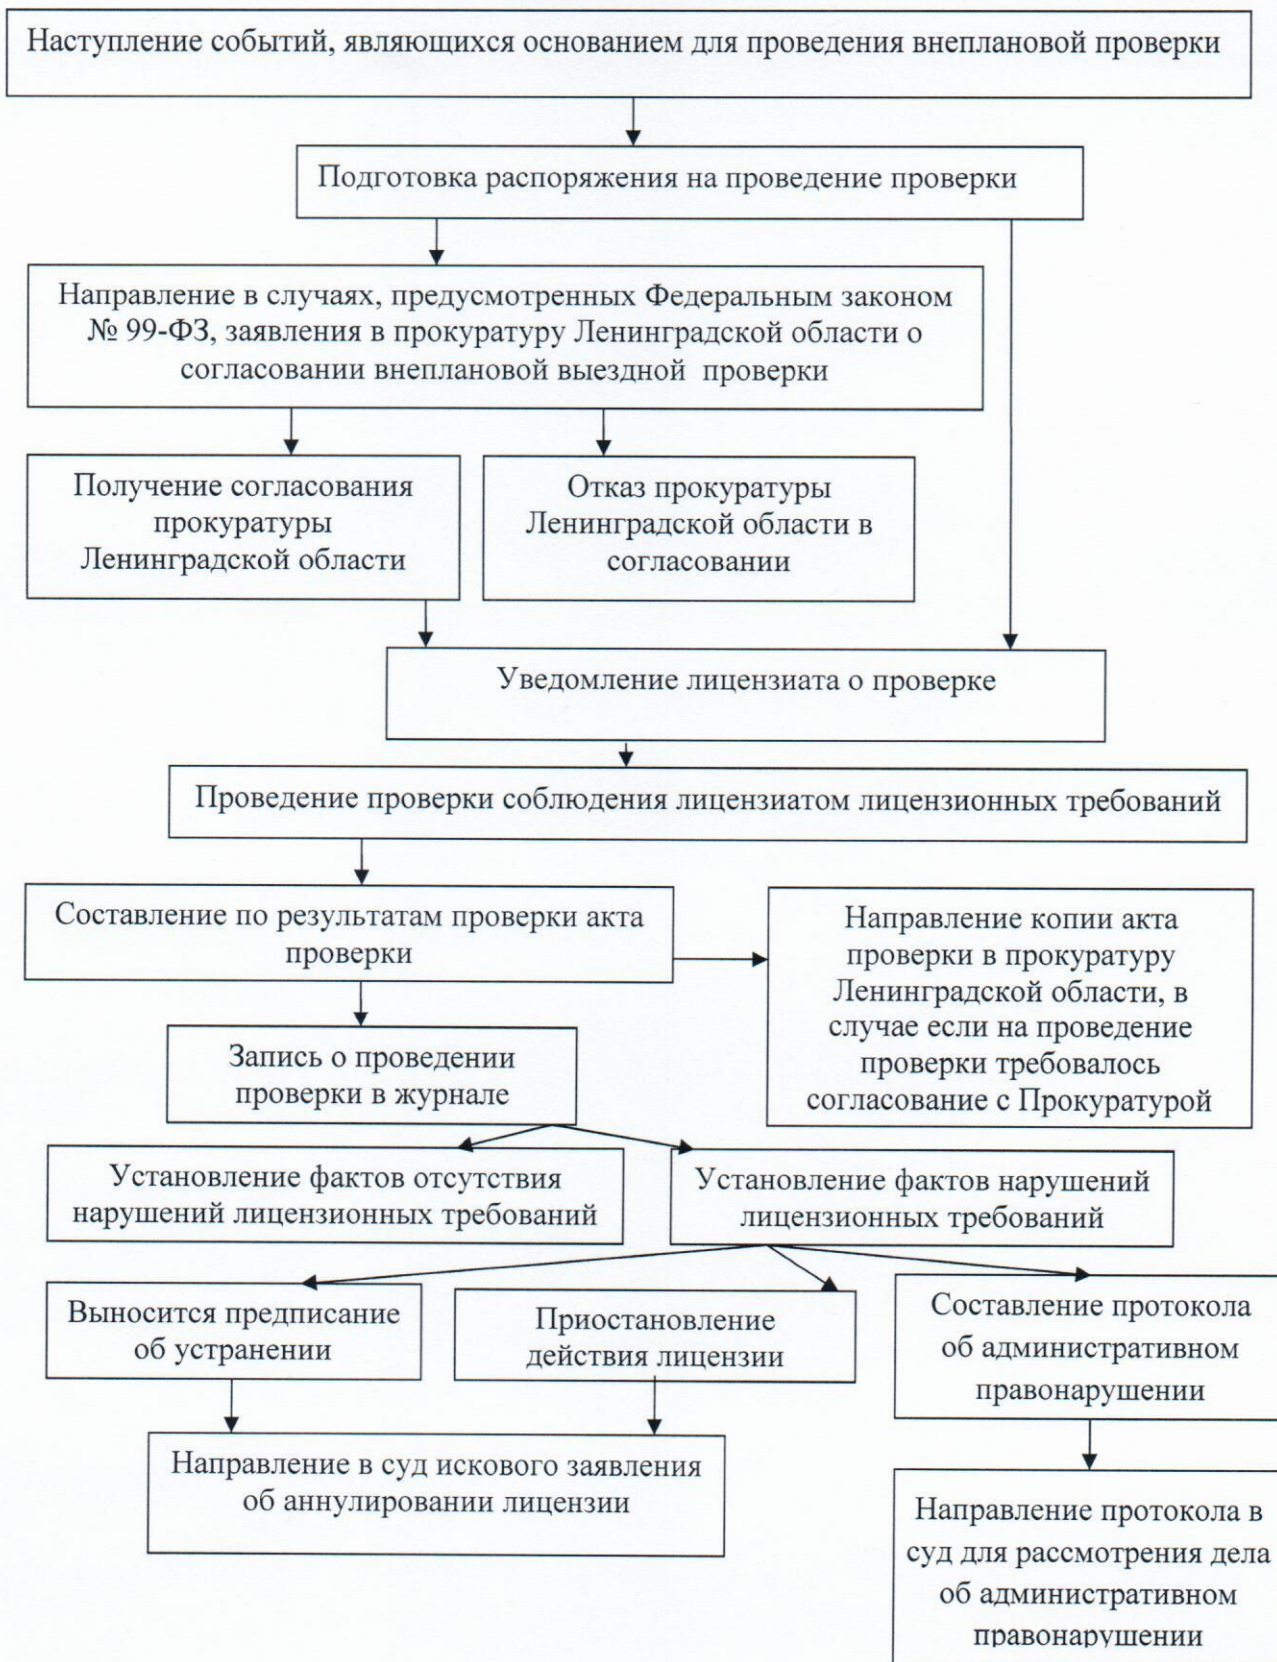 Наступление событий, являющихся основанием для проведения внеплановой проверки
Подготовка распоряжения на проведение проверки
Направление в случаях, предусмотренных Федеральным законом
№ 99-ФЗ, заявления в прокуратуру Ленинградской области о
согласовании внеплановой выездной проверки
Получение согласования
прокуратуры
Ленинградской области
Отказ прокуратуры
Ленинградской области в
согласовании
Уведомление лицензиата о проверке
Проведение проверки соблюдения лицензиатом лицензионных требований
Составление по результатам проверки акта
проверки
Направление копии акта
проверки в прокуратуру
Ленинградской области, в
случае если на проведение
проверки требовалось
согласование с Прокуратурой
Запись о проведении
проверки в журнале
Установление фактов отсутствия
нарушений лицензионных требований
Установление фактов нарушений
лицензионных требований
Выносится предписание
об устранении
Приостановление
действия лицензии
Составление протокола
об административном
правонарушении
Направление в суд искового заявления
об аннулировании лицензии
Направление протокола в
суд для рассмотрения дела
об административном
правонарушении